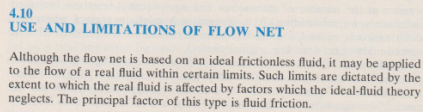 4.10
USE AND LIMITATIONS OF FLOW NET
Although the flow net is based on an ideal frictionless fluid, it may be applied
to the flow of a real fluid within certain limits. Such limits are dictated by the
extent to which the real fluid is affected by factors which the ideal-fluid theory
neglects. The principal factor of this type is fluid friction.